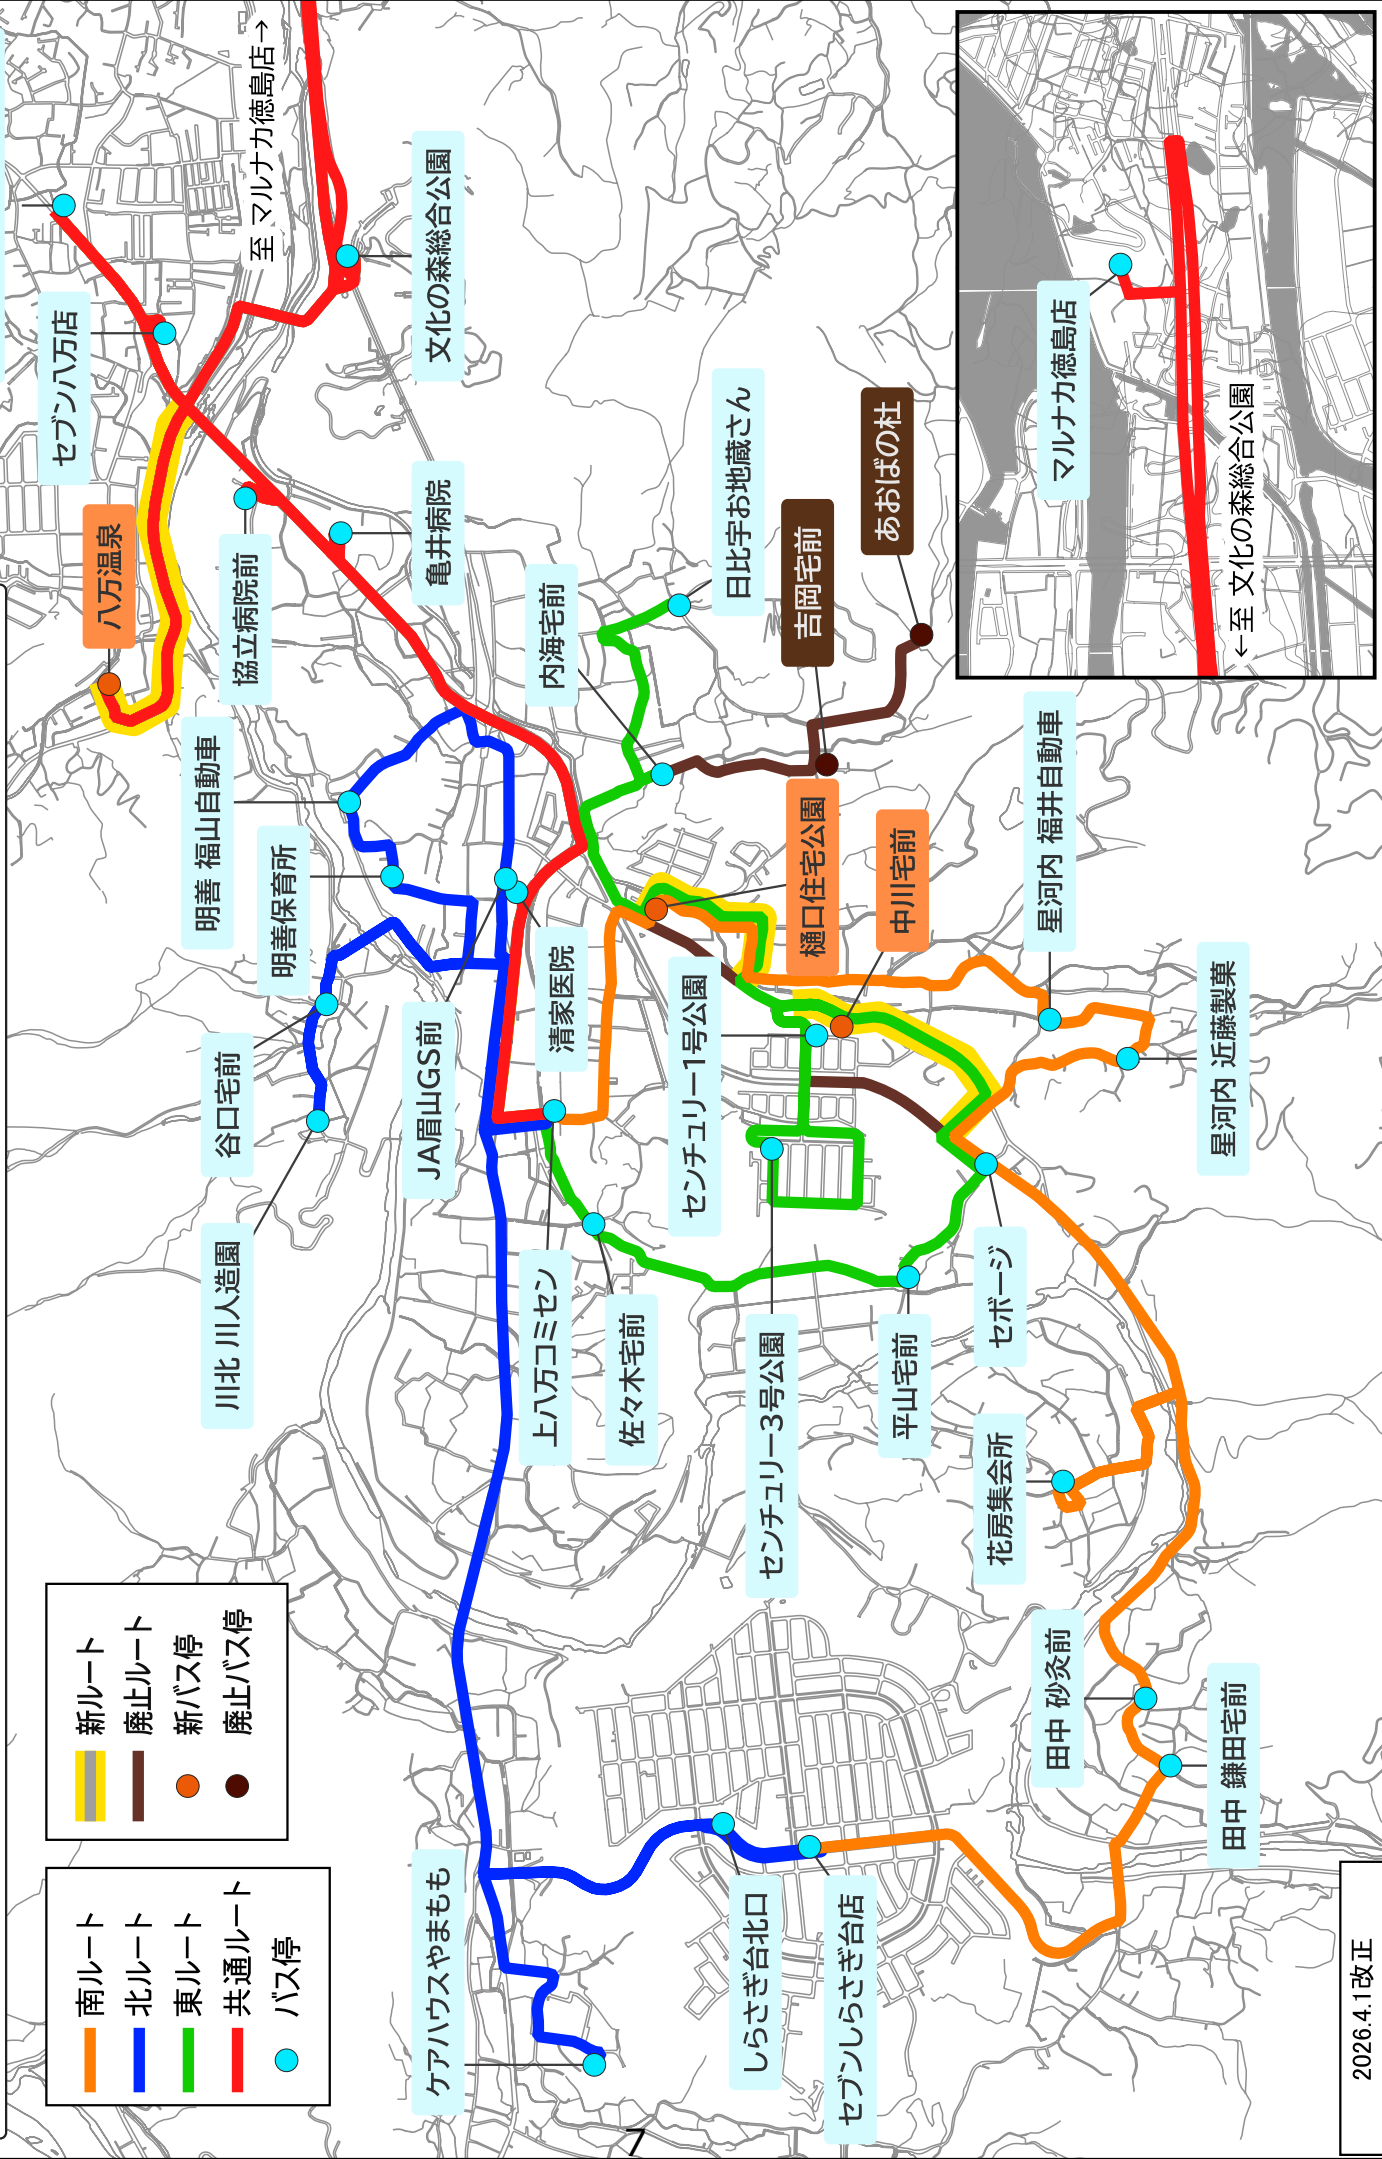 南ルート
北ルート
東ルート
共通ルート
バス停
新ルート
廃止ルート
新バス停
廃止バス停
八万温泉
セブン八万店
至 マルナカ徳島店→
文化の森総合公園
協立病院前
亀井病院
明善 福山自動車
明善保育所
谷口宅前
川北 川人造園
JA眉山GS前
清家医院
内海宅前
日比宇お地蔵さん
吉岡宅前
あおばの杜
上八万コミセン
佐々木宅前
センチュリー1号公園
樋口住宅公園
中川宅前
星河内 福井自動車
星河内 近藤製菓
センチュリー3号公園
平山宅前
セボージ
花房集会所
田中 砂灸前
田中 鎌田宅前
ケアハウスやまもも
しらさぎ台北口
セブンしらさぎ台店
マルナカ徳島店
←至 文化の森総合公園
7
2026.4.1改正